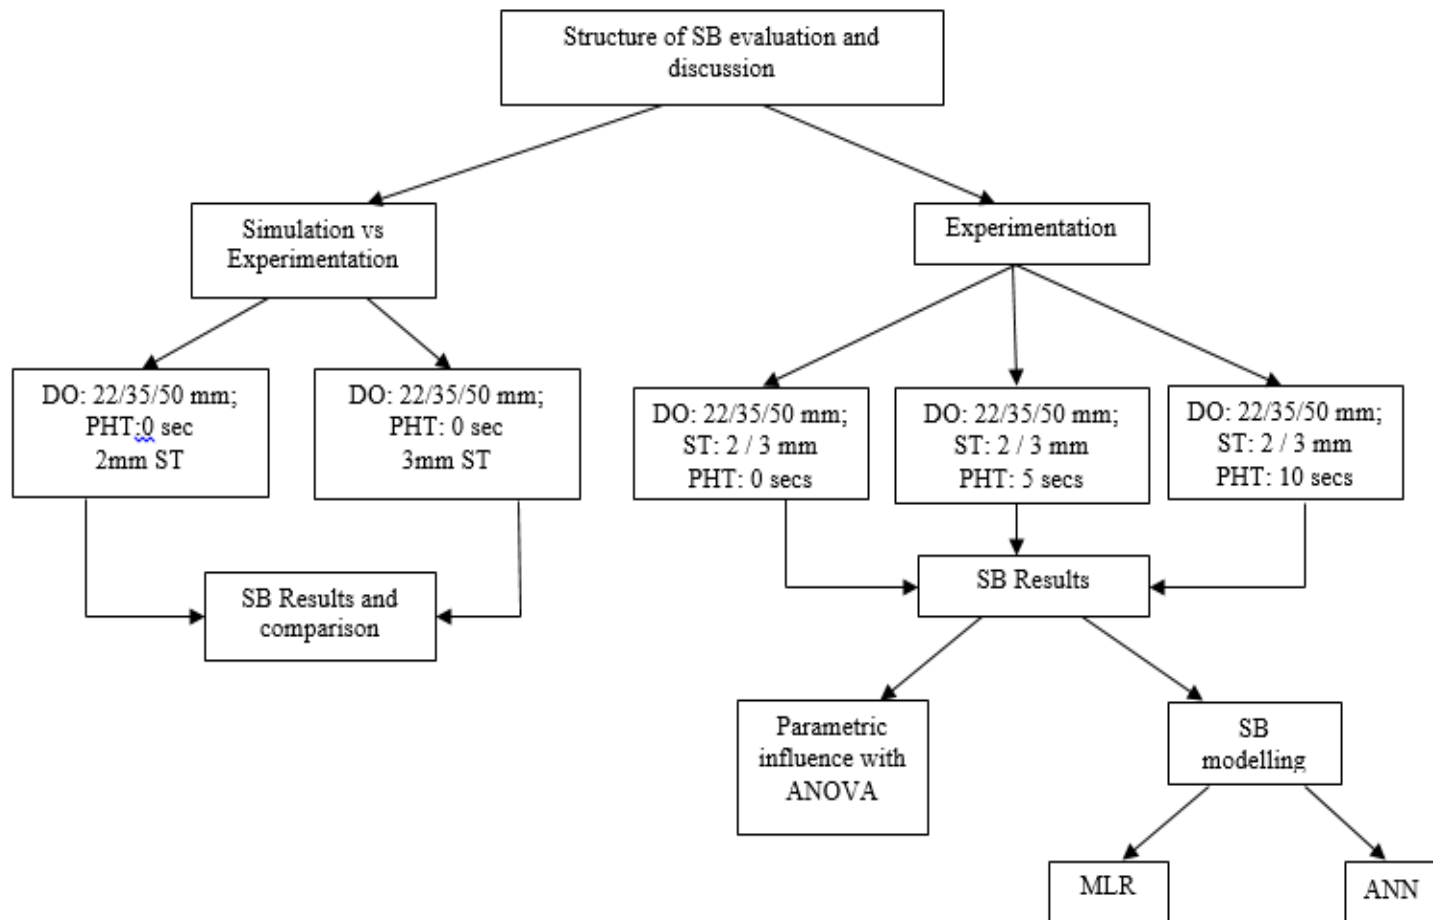 Structure of SB evaluation and
discussion
Simulation vs
Experimentation
Experimentation
DO: 22/35/50 mm;
PHT:0 sec
2mm ST
DO: 22/35/50 mm;
PHT: 0 sec
3mm ST
DO: 22/35/50 mm;
ST: 2 / 3 mm
PHT: 0 secs
DO: 22/35/50 mm;
ST: 2 / 3 mm
PHT: 5 secs
DO: 22/35/50 mm;
ST: 2 / 3 mm
PHT: 10 secs
SB Results and
comparison
SB Results
Parametric
influence with
ANOVA
SB
modelling
MLR
ANN